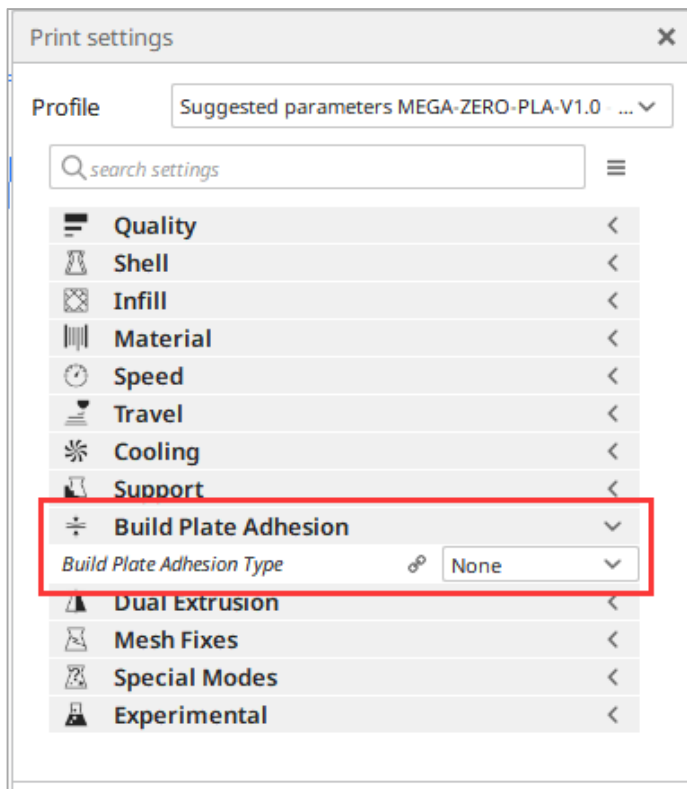 Print settings
Profile Suggested parameters MEGA-ZERO-PLA-V1.0 - ...
search settings
Quality
Shell
Infill
Material
Speed
Travel
Cooling
Support
Build Plate Adhesion
Build Plate Adhesion Type None
Dual Extrusion
Mesh Fixes
Special Modes
Experimental